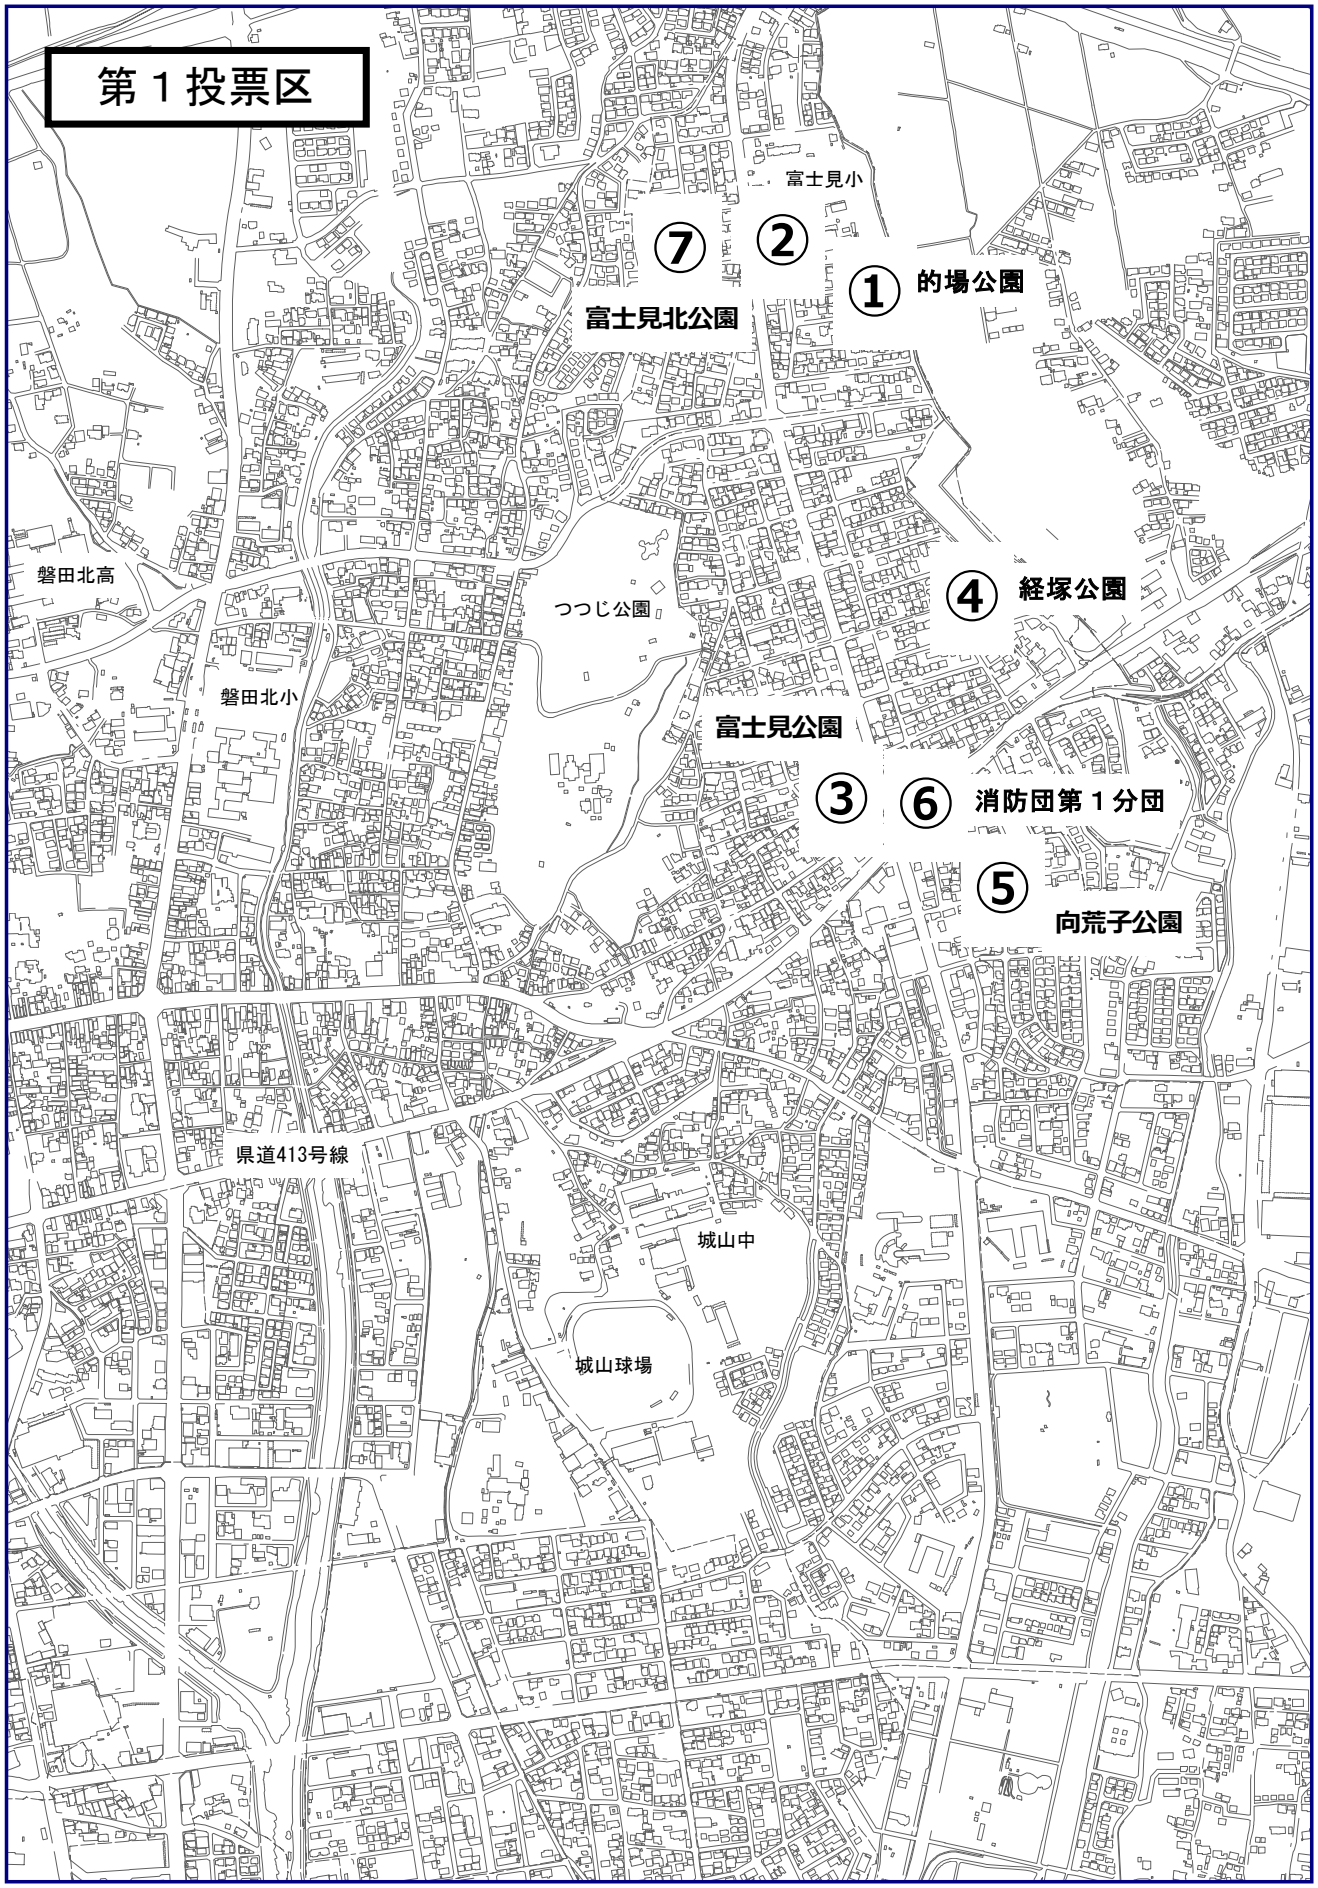 第１投票区
富士見小
⑦
②
①
的場公園
富士見北公園
磐田北高
④
経塚公園
つつじ公園
磐田北小
富士見公園
③
⑥
消防団第１分団
⑤
向荒子公園
県道413号線
城山中
城山球場